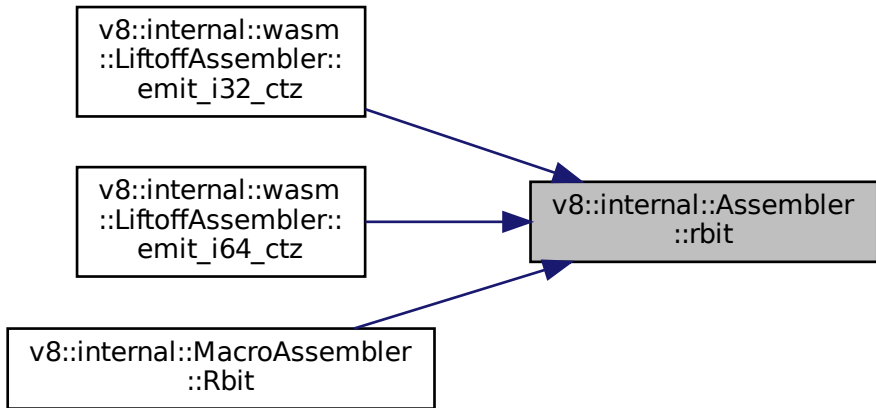 v8::internal::wasm
::LiftoffAssembler::
emit_i32_ctz
v8::internal::wasm
::LiftoffAssembler::
emit_i64_ctz
v8::internal::Assembler
::rbit
v8::internal::MacroAssembler
::Rbit